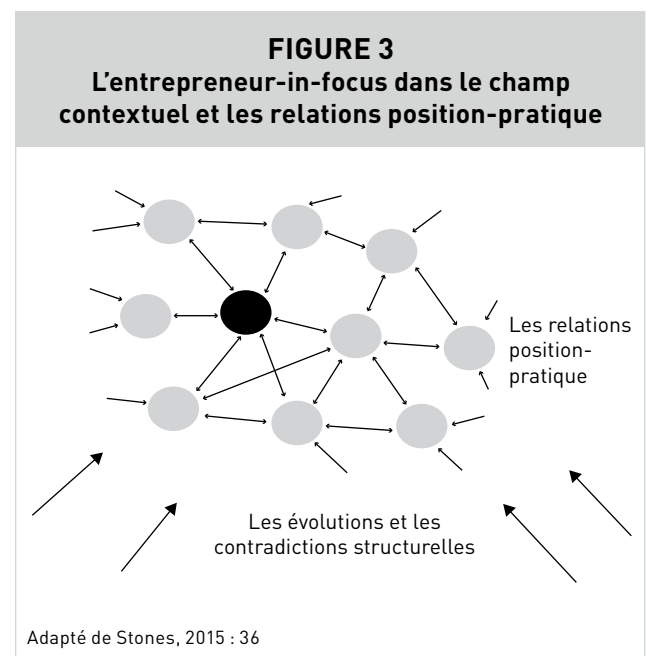 FIGURE 3
L’entrepreneur-in-focus dans le champ
contextuel et les relations position-pratique
Les relations
position-
pratique
Les évolutions et les
contradictions structurelles
Adapté de Stones, 2015 : 36